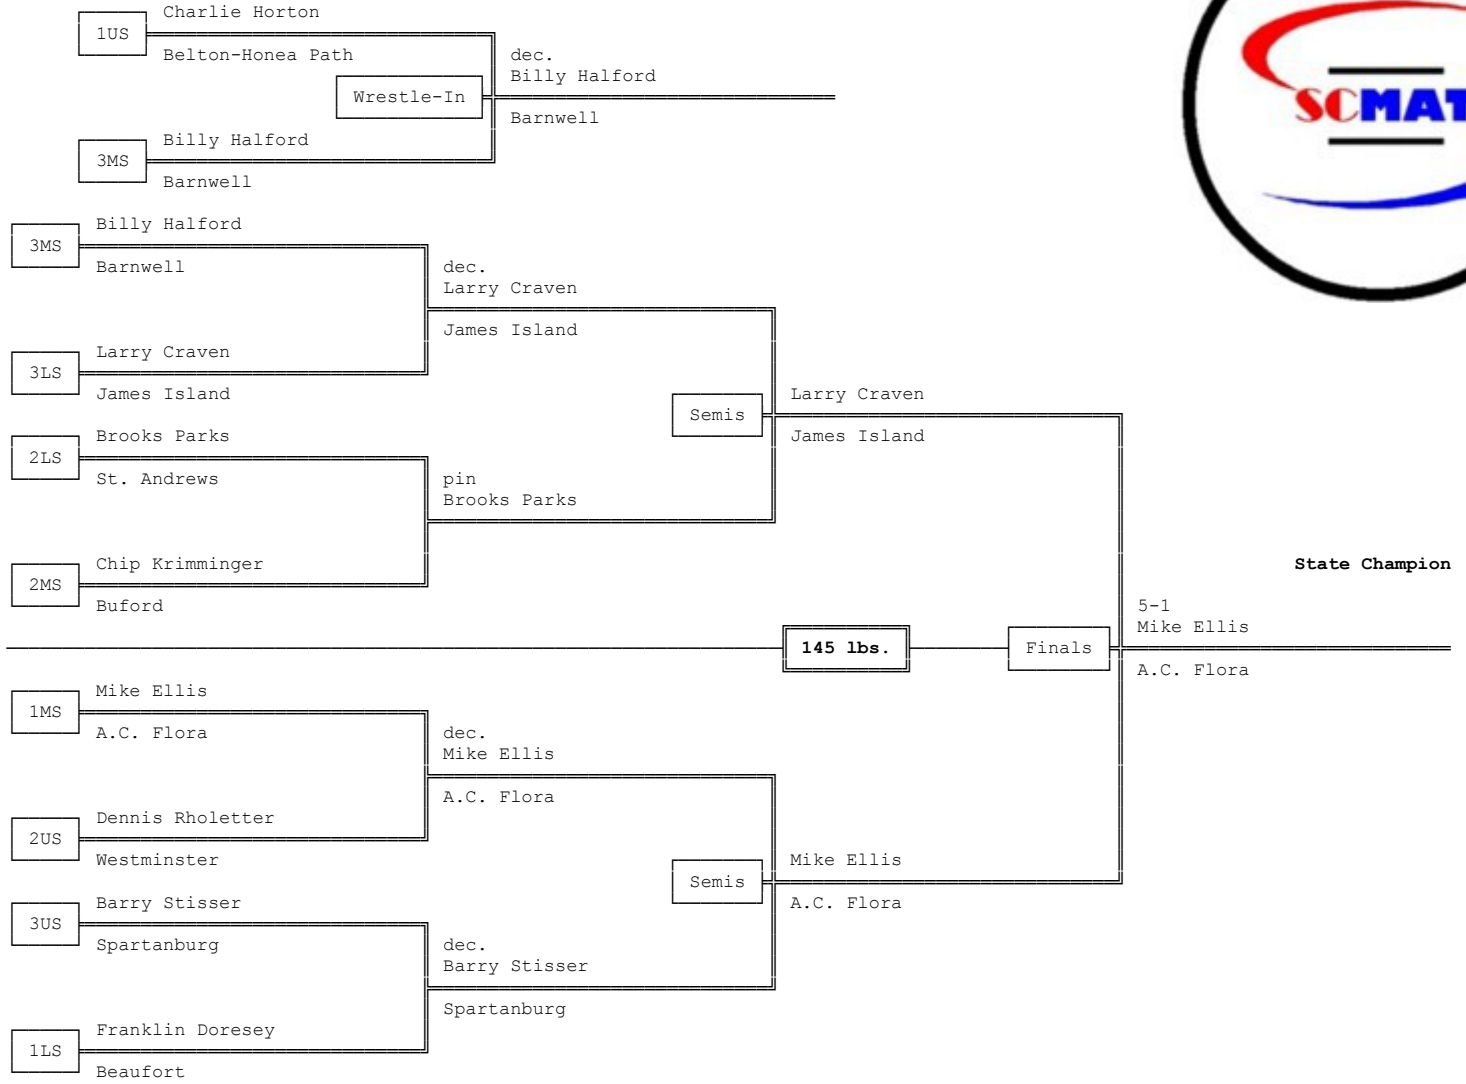 Charlie Horton
1US
Belton-Honea Path
dec.
Billy Halford
Wrestle-In
Barnwell
Billy Halford
3MS
Barnwell
SCMAT
Billy Halford
3MS
Barnwell
dec.
Larry Craven
James Island
Larry Craven
3LS
James Island
Semis
Larry Craven
James Island
Brooks Parks
2LS
St. Andrews
pin
Brooks Parks
Chip Krimminger
2MS
Buford
State Champion
5-1
Mike Ellis
145 lbs.
Finals
A.C. Flora
Mike Ellis
1MS
A.C. Flora
dec.
Mike Ellis
A.C. Flora
Dennis Rholetter
2US
Westminster
Semis
Mike Ellis
A.C. Flora
Barry Stisser
3US
Spartanburg
dec.
Barry Stisser
Spartanburg
Franklin Doresey
1LS
Beaufort